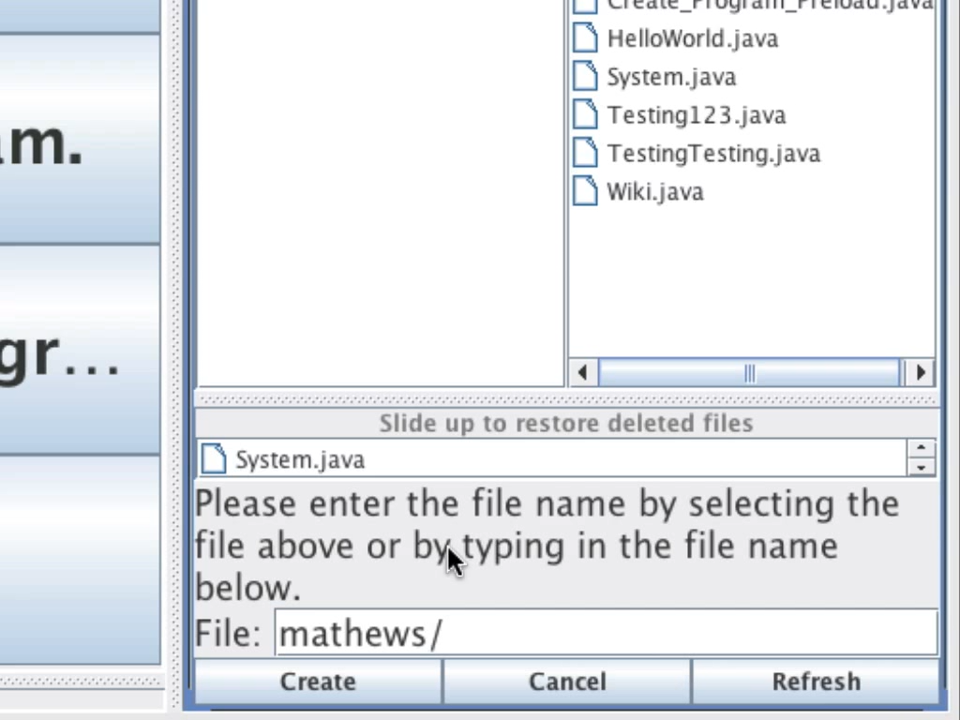 Create_Program_Preload.java
HelloWorld.java
System.java
am.
Testing123.java
TestingTesting.java
Wiki.java
gr...
Slide up to restore deleted files
System.java
Please enter the file name by selecting the
file above or by typing in the file name
below.
File: mathews/
Create Cancel Refresh